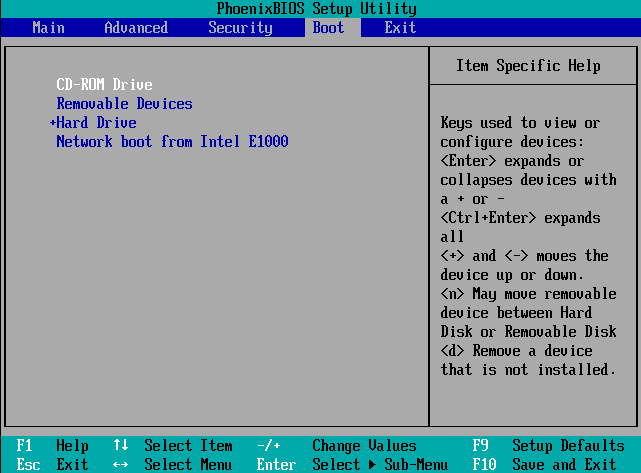 PhoenixBIOS Setup Utility
Main Advanced Security Boot Exit
CD-ROM Drive
Removable Devices
+Hard Drive
Network boot from Intel E1000
Item Specific Help
Keys used to view or
configure devices:
<Enter> expands or
collapses devices with
a + or -
<Ctrl+Enter> expands
all
<+> and <-> moves the
device up or down.
<n> May move removable
device between Hard
Disk or Removable Disk
<d> Remove a device
that is not installed.
F1 Help ↑↓ Select Item -/+ Change Values F9 Setup Defaults
Esc Exit ↔ Select Menu Enter Select ▶ Sub-Menu F10 Save and Exit